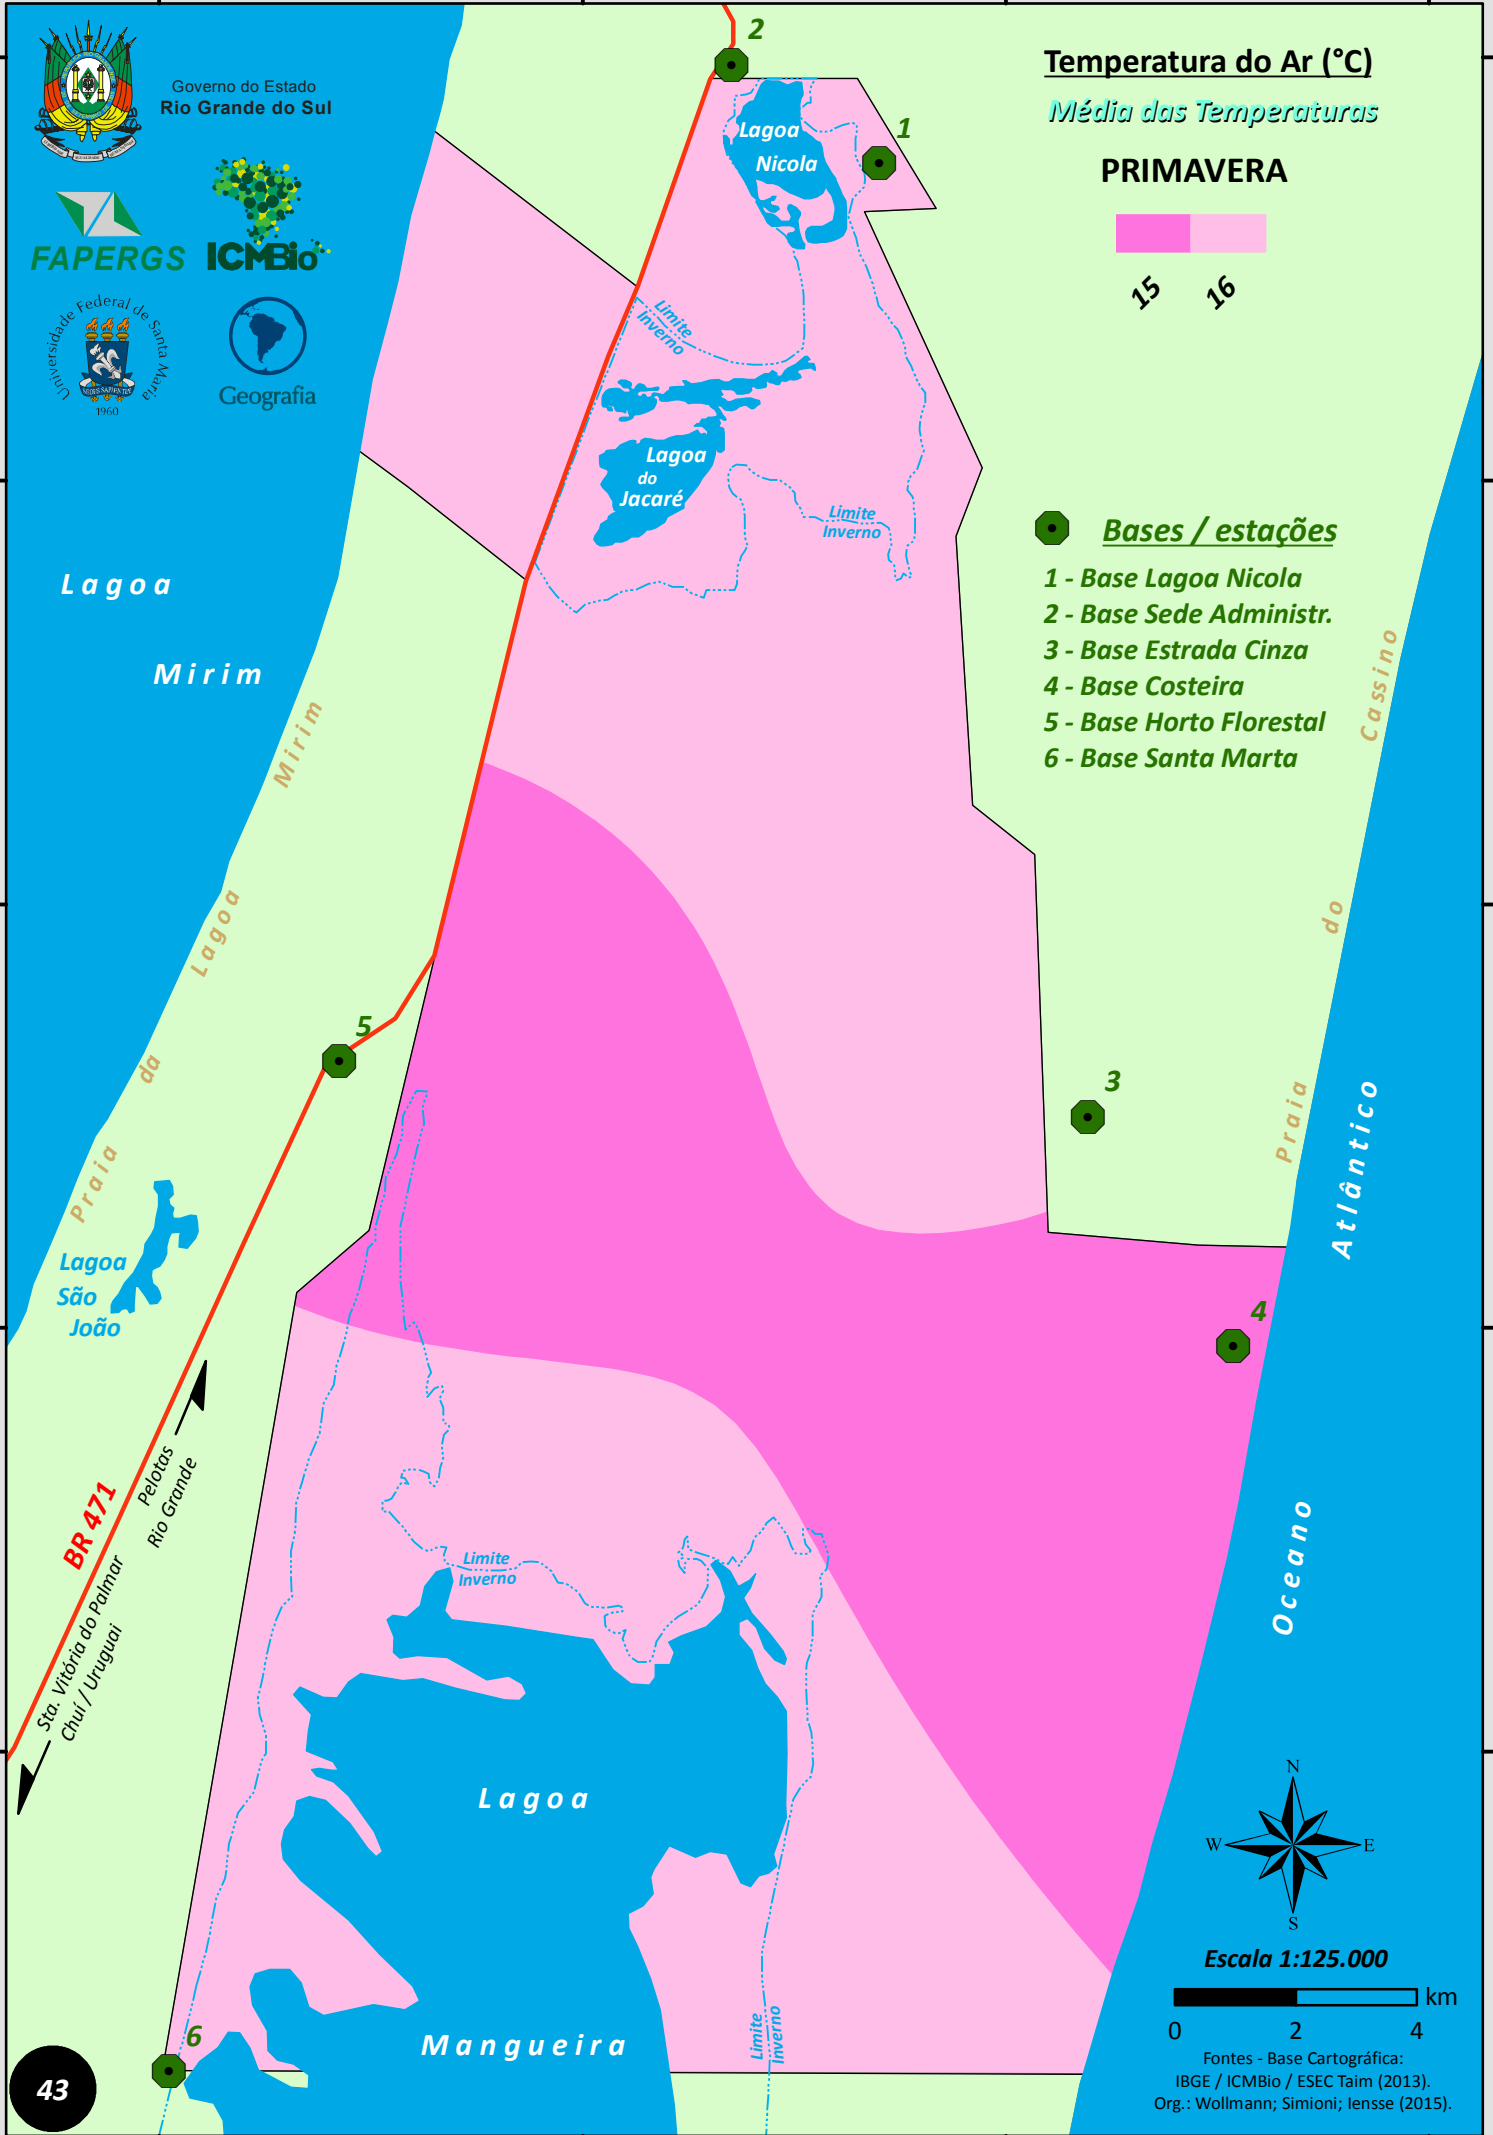 Governo do Estado
Rio Grande do Sul
FAPERGS
ICMBio
Universidade Federal de Santa Maria
SEDES SAPIENTIAE
1960
Geografia
Temperatura do Ar (°C)
Média das Temperaturas
PRIMAVERA
15
16
Bases / estações
1 - Base Lagoa Nicola
2 - Base Sede Administr.
3 - Base Estrada Cinza
4 - Base Costeira
5 - Base Horto Florestal
6 - Base Santa Marta
2
1
Lagoa
Nicola
Limite
Inverno
Lagoa
do
Jacaré
Limite
Inverno
Lagoa
Mirim
Praia da Lagoa Mirim
Praia do Cassino
5
3
4
Lagoa
São
João
Oceano Atlântico
BR 471
Pelotas
Rio Grande
Sta. Vitória do Palmar
Chuí / Uruguai
Limite
Inverno
Lagoa
Mangueira
Limite
Inverno
6
43
N
W
E
S
Escala 1:125.000
km
0
2
4
Fontes - Base Cartográfica:
IBGE / ICMBio / ESEC Taim (2013).
Org.: Wollmann; Simioni; Iensse (2015).